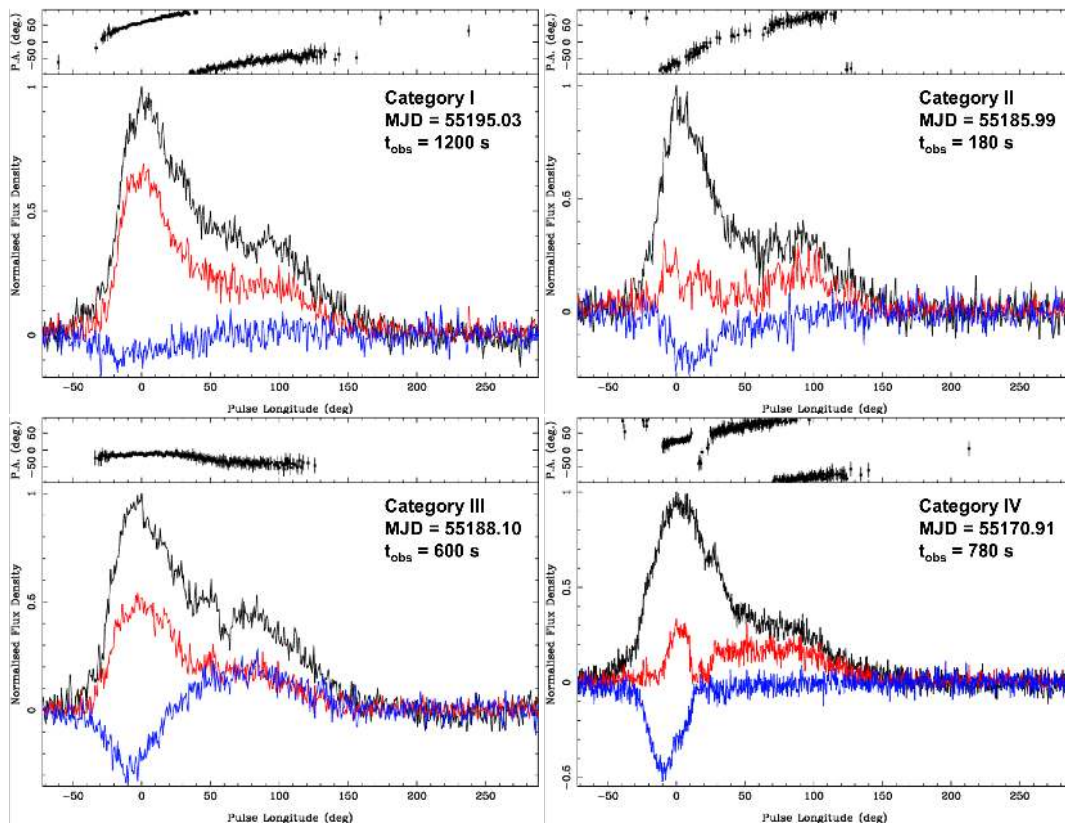 P.A. (deg.)
60
0
−50
Category I
MJD = 55195.03
t_obs = 1200 s
Normalised Flux Density
1
0.5
0
−50 0 50 100 150 200 250
Pulse Longitude (deg)
P.A. (deg.)
60
0
−50
Category II
MJD = 55185.99
t_obs = 180 s
Normalised Flux Density
1
0.5
0
−50 0 50 100 150 200 250
Pulse Longitude (deg)
P.A. (deg.)
60
0
−50
Category III
MJD = 55188.10
t_obs = 600 s
Normalised Flux Density
1
0.5
0
−50 0 50 100 150 200 250
Pulse Longitude (deg)
P.A. (deg.)
60
0
−50
Category IV
MJD = 55170.91
t_obs = 780 s
Normalised Flux Density
1
0.5
0
−0.5
−50 0 50 100 150 200 250
Pulse Longitude (deg)